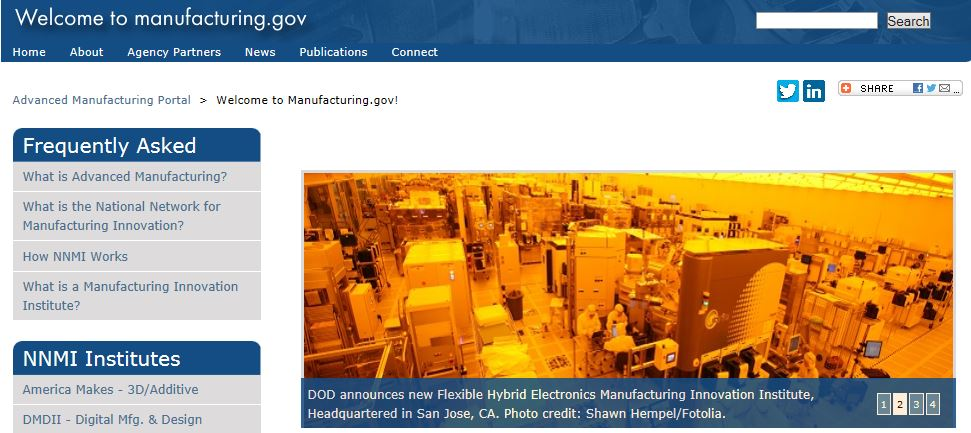 Welcome to manufacturing.gov
Search
Home About Agency Partners News Publications Connect
Advanced Manufacturing Portal > Welcome to Manufacturing.gov!
SHARE ...
Frequently Asked
What is Advanced Manufacturing?
What is the National Network for
Manufacturing Innovation?
How NNMI Works
What is a Manufacturing Innovation
Institute?
NNMI Institutes
America Makes - 3D/Additive
DMDII - Digital Mfg. & Design
DOD announces new Flexible Hybrid Electronics Manufacturing Innovation Institute,
Headquartered in San Jose, CA. Photo credit: Shawn Hempel/Fotolia.
1 2 3 4